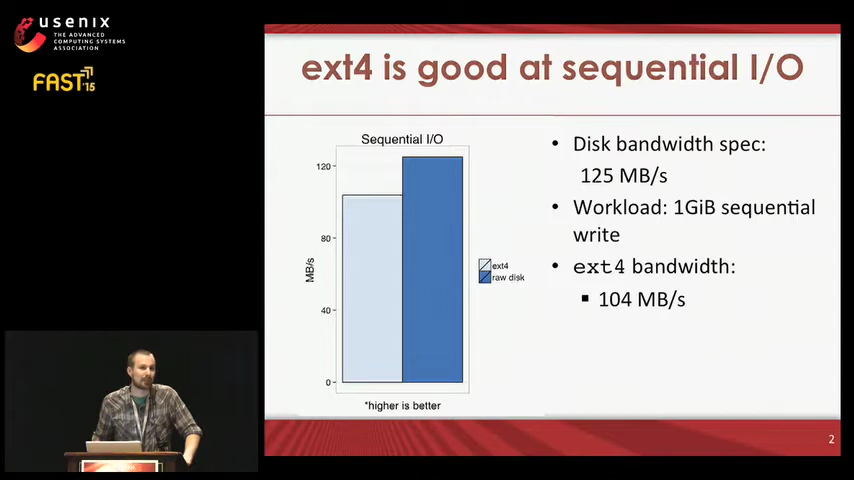 usenix
THE ADVANCED
COMPUTING SYSTEMS
ASSOCIATION
FAST '15
ext4 is good at sequential I/O
Sequential I/O
120
80
40
0
MB/s
ext4
raw disk
*higher is better
• Disk bandwidth spec:
125 MB/s
• Workload: 1GiB sequential
write
• ext4 bandwidth:
▪ 104 MB/s
2